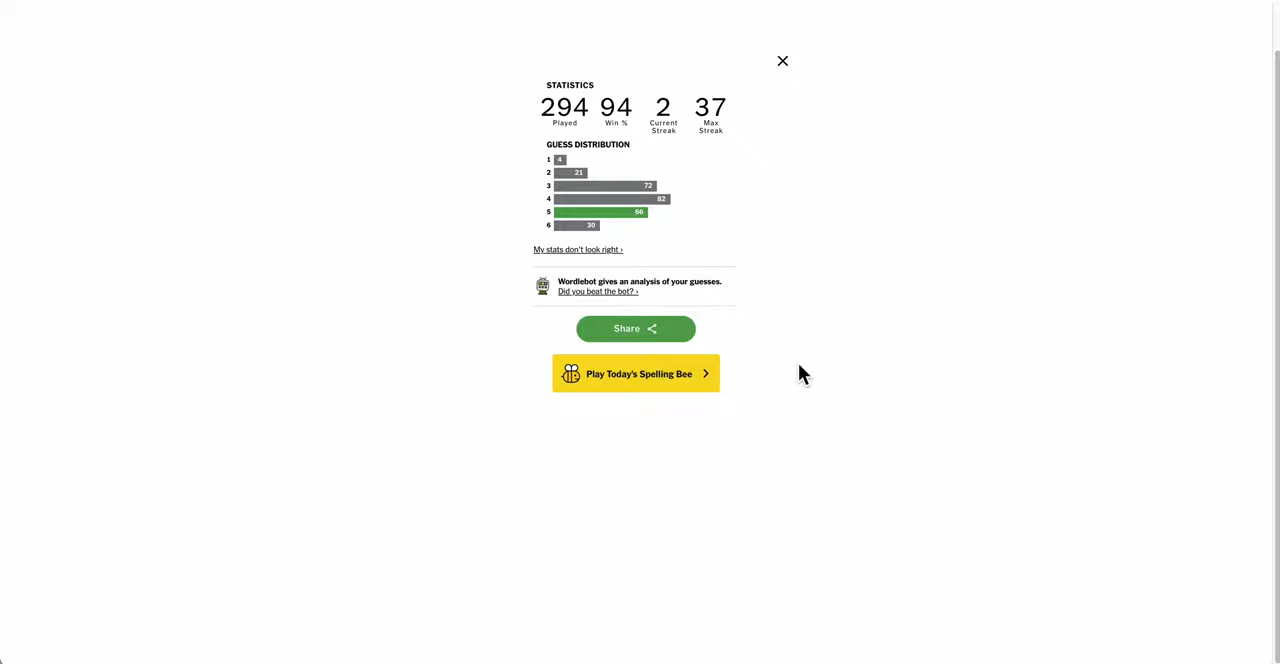 STATISTICS
294 94 2 37
Played Win % Current Streak Max Streak
GUESS DISTRIBUTION
1 4
2 21
3 72
4 82
5 66
6 30
My stats don't look right ›
Wordlebot gives an analysis of your guesses.
Did you beat the bot? ›
Share
Play Today's Spelling Bee